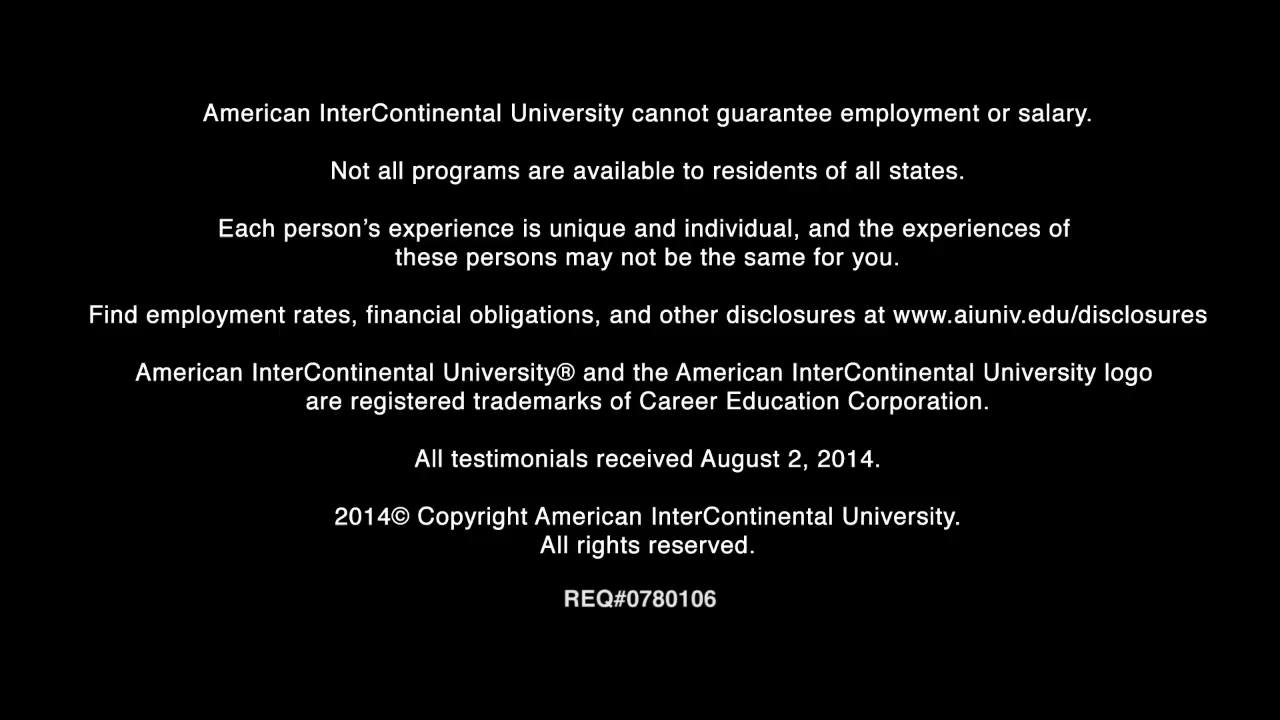 American InterContinental University cannot guarantee employment or salary.
Not all programs are available to residents of all states.
Each person's experience is unique and individual, and the experiences of
these persons may not be the same for you.
Find employment rates, financial obligations, and other disclosures at www.aiuniv.edu/disclosures
American InterContinental University® and the American InterContinental University logo
are registered trademarks of Career Education Corporation.
All testimonials received August 2, 2014.
2014© Copyright American InterContinental University.
All rights reserved.
REQ#0780106